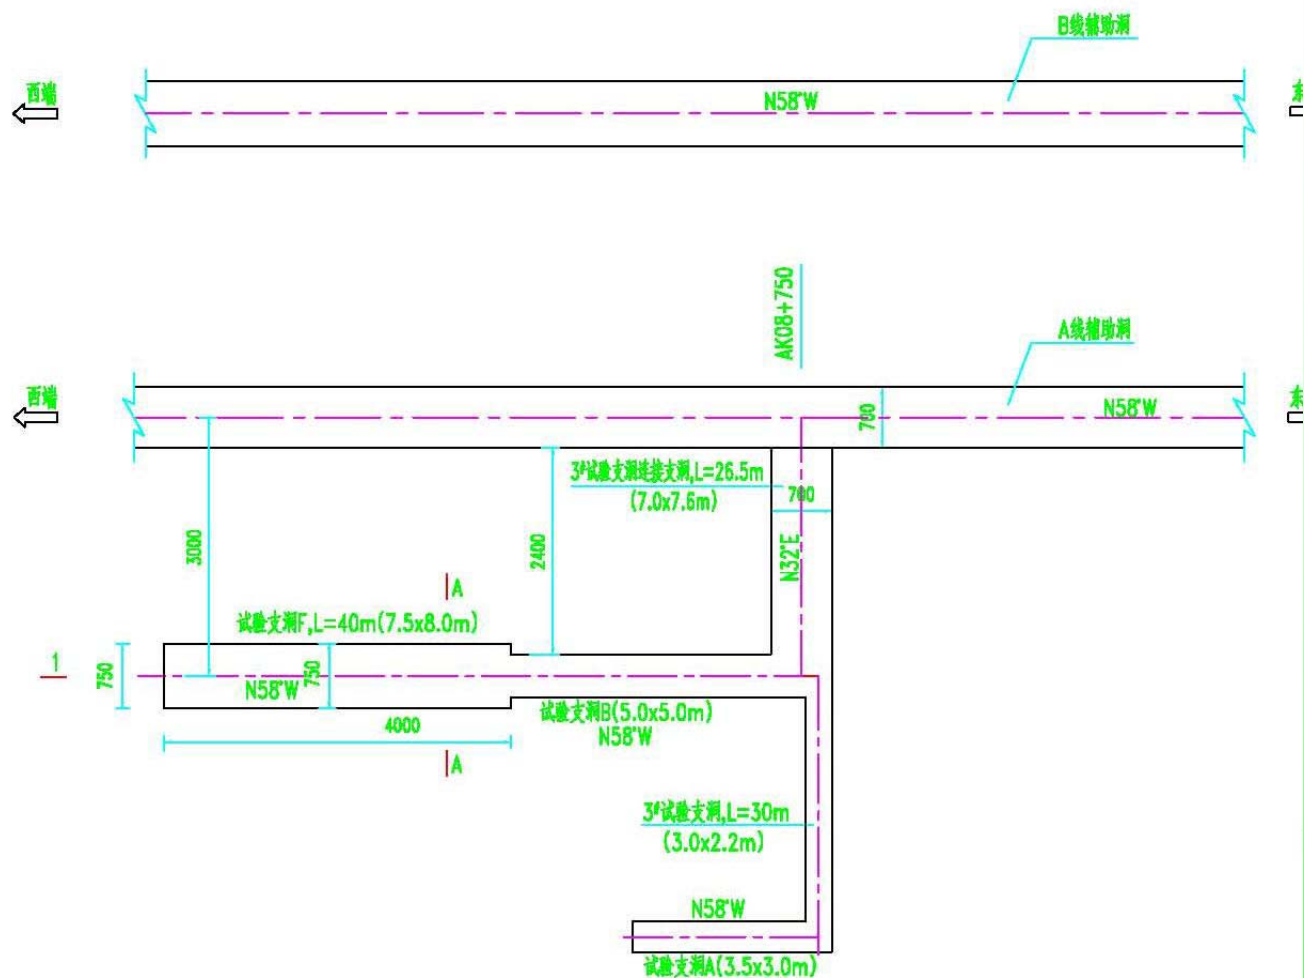 B线辅助洞
西端
N58°W
东
AK08+750
A线辅助洞
西端
700
N58°W
东
3#试验支洞连接支洞,L=26.5m
(7.0x7.6m)
700
3000
2400
N32°E
A
试验支洞F,L=40m(7.5x8.0m)
1
750
N58°W
750
试验支洞B(5.0x5.0m)
N58°W
4000
A
3#试验支洞,L=30m
(3.0x2.2m)
N58°W
试验支洞A(3.5x3.0m)